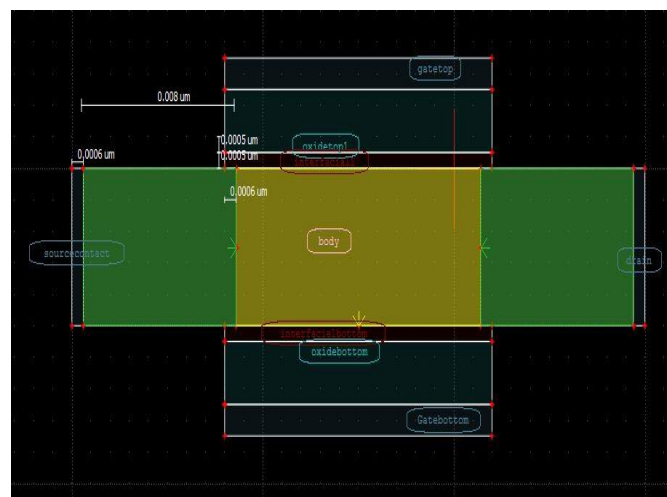 gatetop
0.008 um
0.0005 um
oxidetop1
0.0005 um
0.0006 um
0.0006 um
body
sourcecontact
drain
interfacialbottom
oxidebottom
Gatebottom